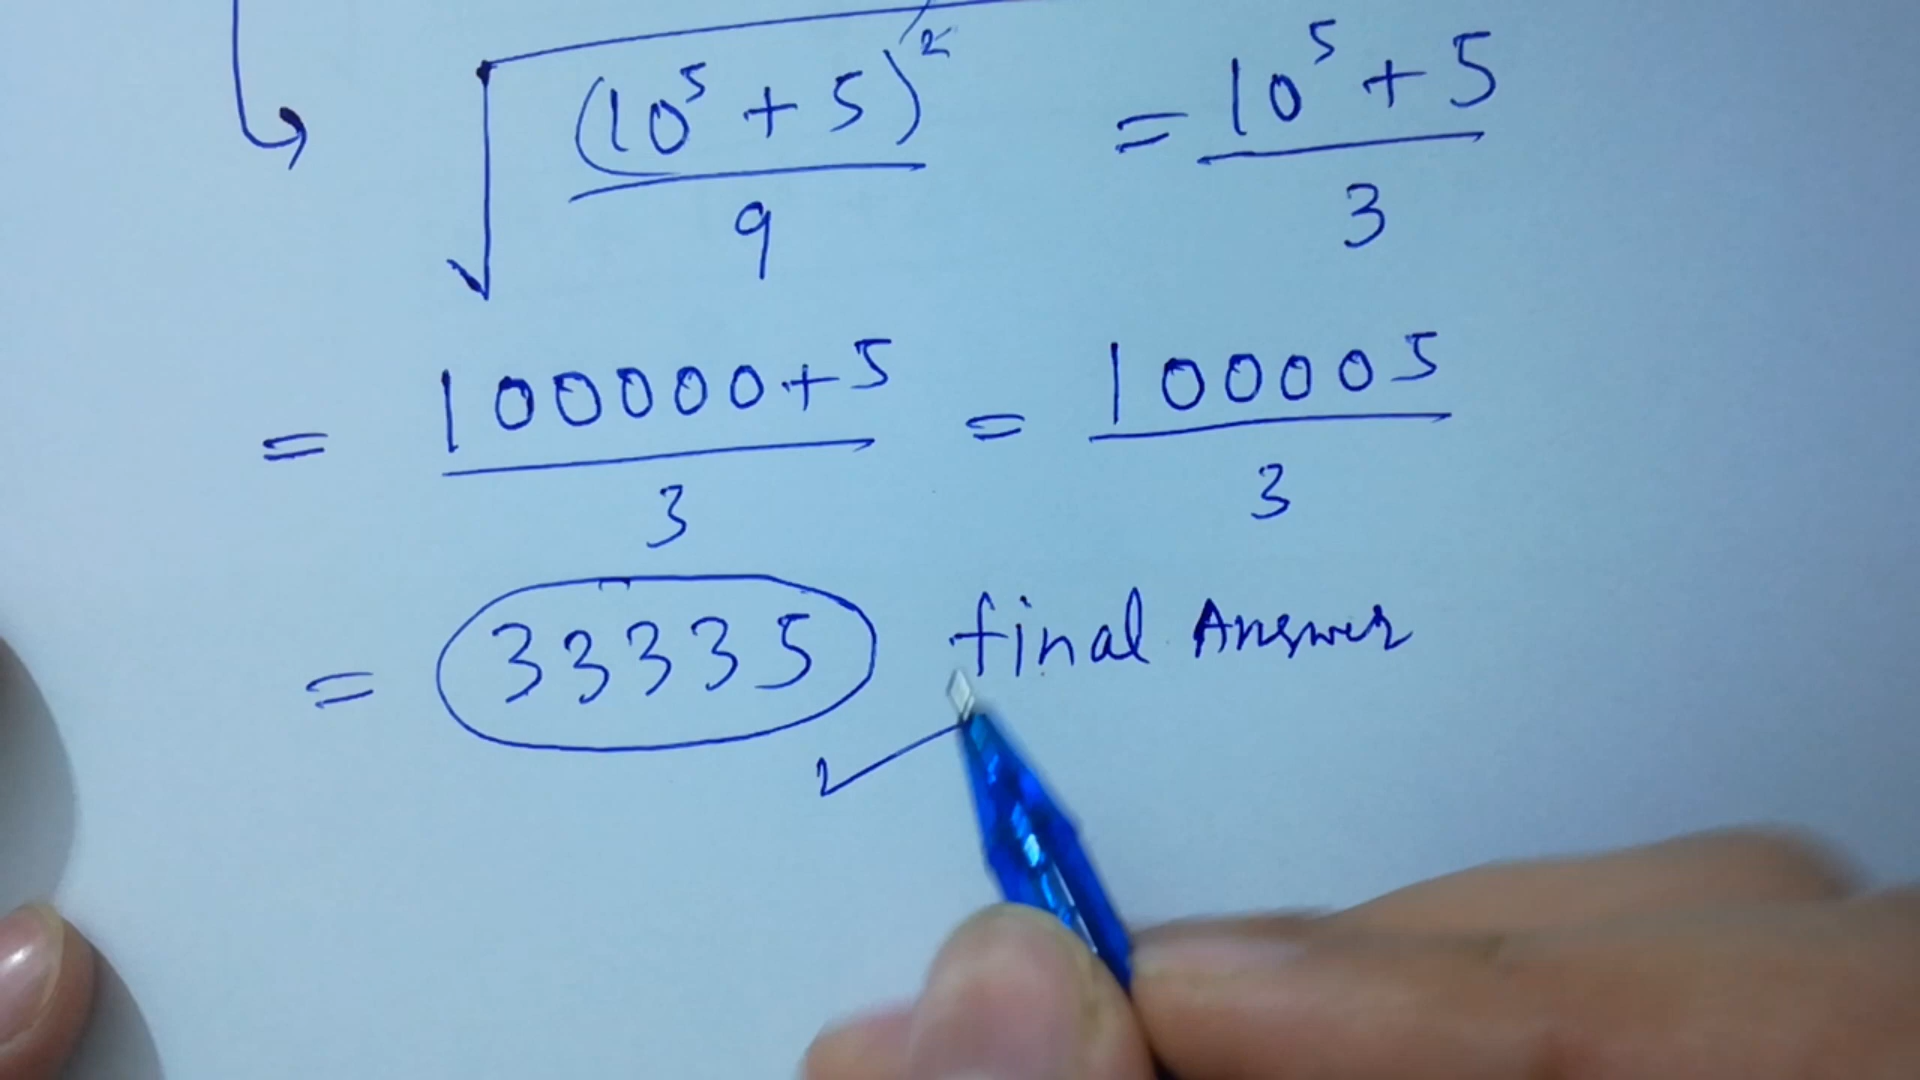 √((10⁵ + 5)² / 9) = (10⁵ + 5) / 3
= (100000 + 5) / 3 = 100005 / 3
= 33335 final Answer